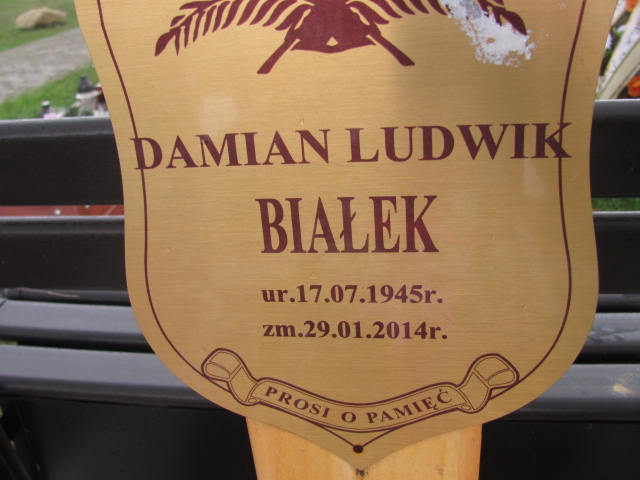 DAMIAN LUDWIK
BIAŁEK
ur.17.07.1945r.
zm.29.01.2014r.
PROSI O PAMIĘĆ